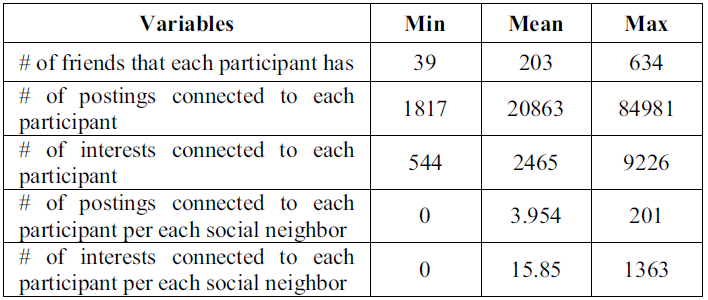 Variables Min Mean Max
# of friends that each participant has 39 203 634
# of postings connected to each
participant 1817 20863 84981
# of interests connected to each
participant 544 2465 9226
# of postings connected to each
participant per each social neighbor 0 3.954 201
# of interests connected to each
participant per each social neighbor 0 15.85 1363